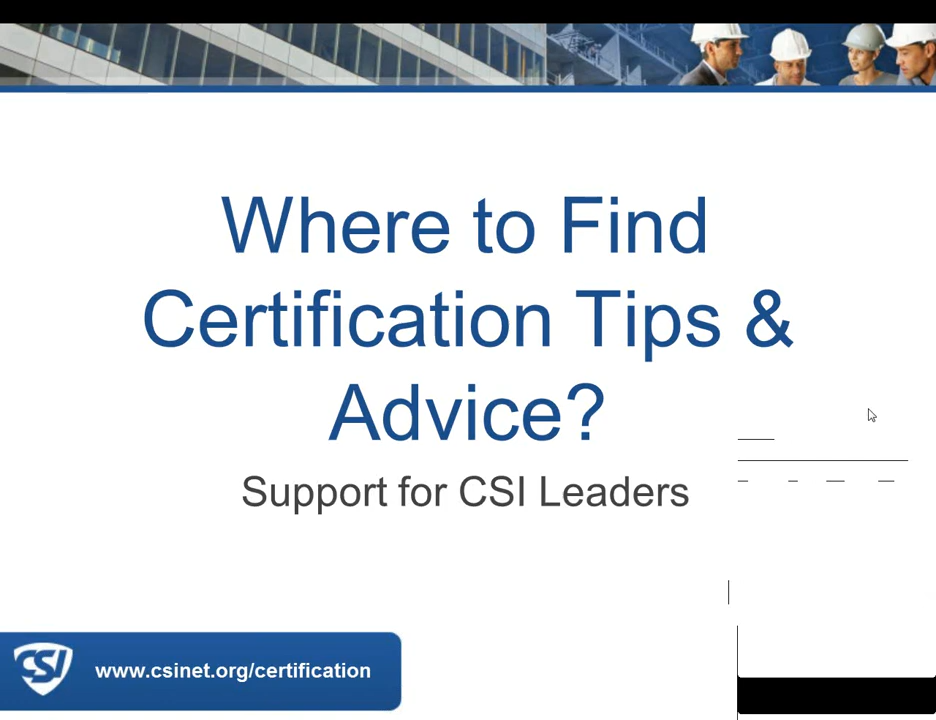 Where to Find
Certification Tips &
Advice?
Support for CSI Leaders
CSI
www.csinet.org/certification